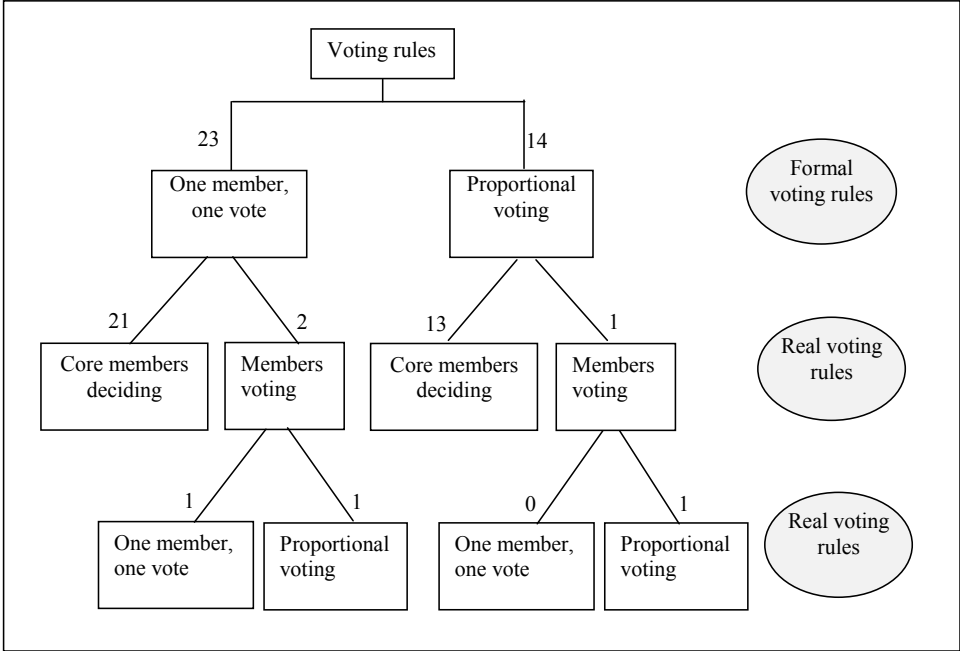 Voting rules
23
14
One member,
one vote
Proportional
voting
Formal
voting rules
21
2
13
1
Core members
deciding
Members
voting
Core members
deciding
Members
voting
Real voting
rules
1
1
0
1
One member,
one vote
Proportional
voting
One member,
one vote
Proportional
voting
Real voting
rules